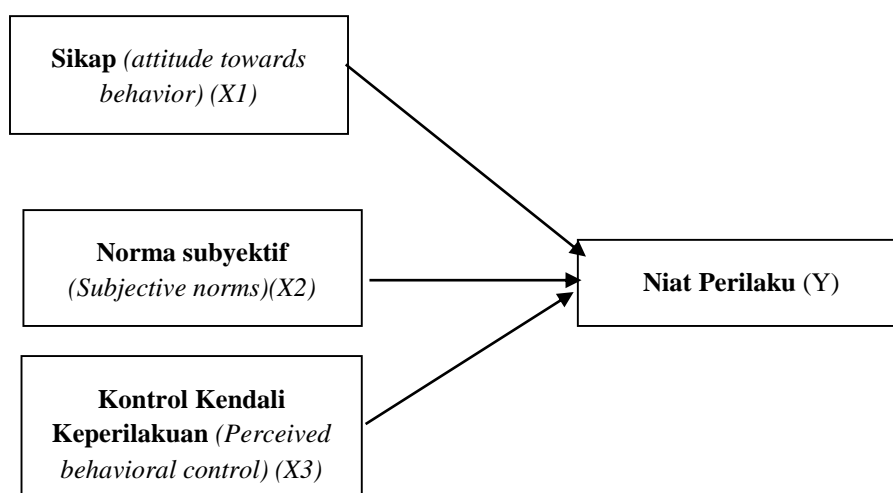 Sikap (attitude towards
behavior) (X1)
Norma subyektif
(Subjective norms)(X2)
Kontrol Kendali
Keperilakuan (Perceived
behavioral control) (X3)
Niat Perilaku (Y)